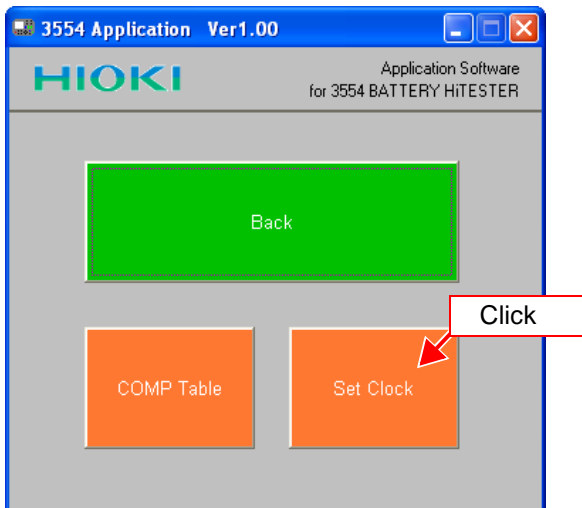 3554 Application Ver1.00
HIOKI
Application Software
for 3554 BATTERY HiTESTER
Back
Click
COMP Table
Set Clock